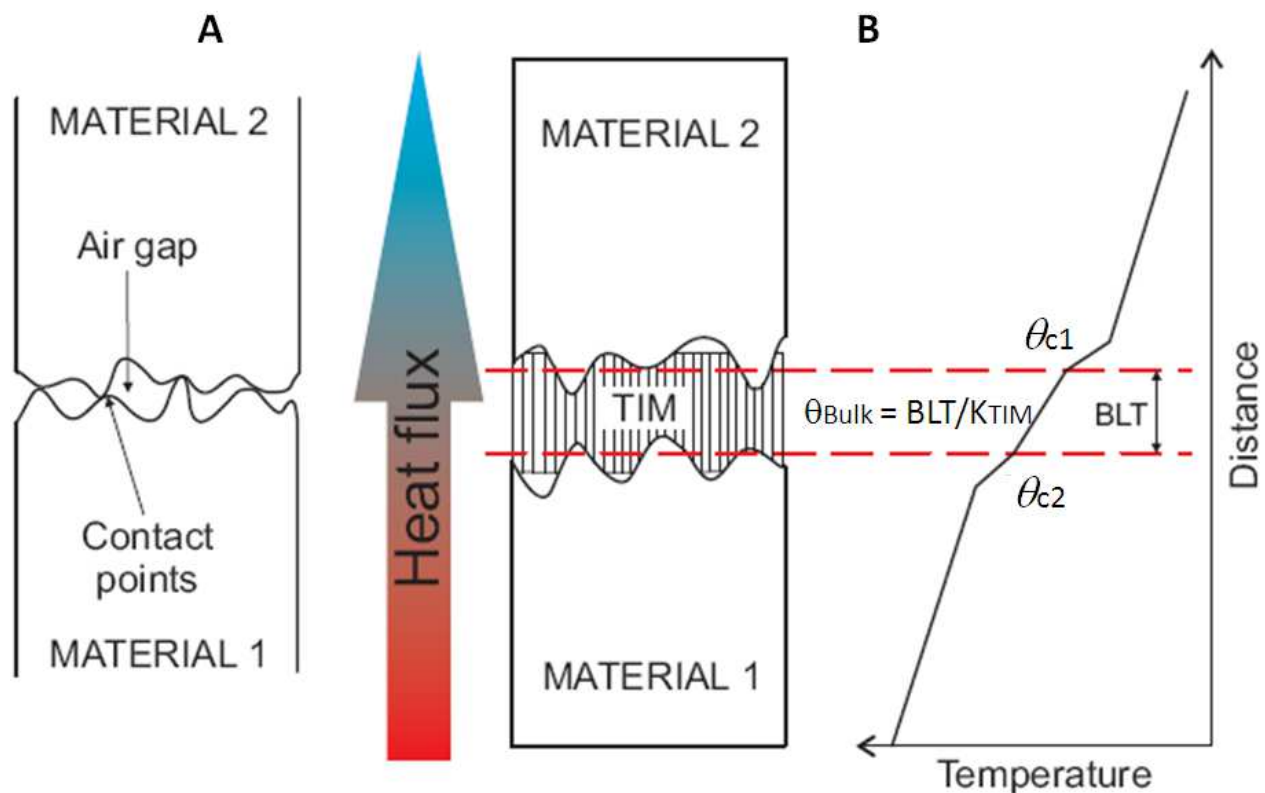 A
B
MATERIAL 2
Air gap
Contact
points
MATERIAL 1
Heat flux
MATERIAL 2
TIM
MATERIAL 1
θc1
θBulk = BLT/KTIM
BLT
θc2
Distance
Temperature